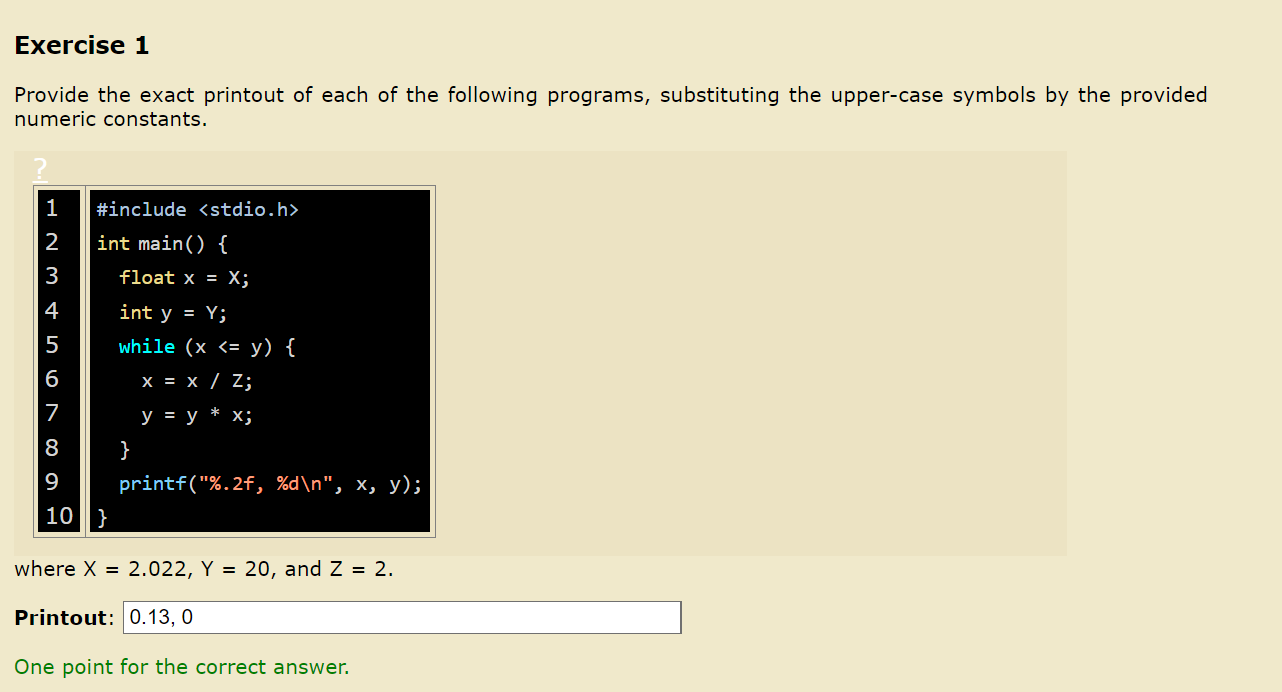 Exercise 1
Provide the exact printout of each of the following programs, substituting the upper-case symbols by the provided
numeric constants.
?
1 #include <stdio.h>
2 int main() {
3   float x = X;
4   int y = Y;
5   while (x <= y) {
6     x = x / Z;
7     y = y * x;
8   }
9   printf("%.2f, %d\n", x, y);
10 }
where X = 2.022, Y = 20, and Z = 2.
Printout: 0.13, 0
One point for the correct answer.